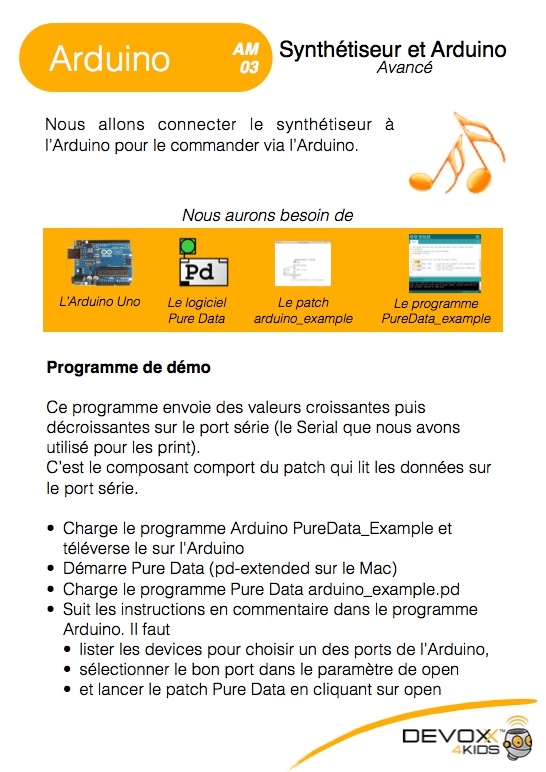 Arduino
AM
03
Synthétiseur et Arduino
Avancé
Nous allons connecter le synthétiseur à
l'Arduino pour le commander via l'Arduino.
Nous aurons besoin de
Pd
L'Arduino Uno
Le logiciel
Pure Data
Le patch
arduino_example
Le programme
PureData_example
Programme de démo
Ce programme envoie des valeurs croissantes puis
décroissantes sur le port série (le Serial que nous avons
utilisé pour les print).
C'est le composant comport du patch qui lit les données sur
le port série.
• Charge le programme Arduino PureData_Example et
téléverse le sur l'Arduino
• Démarre Pure Data (pd-extended sur le Mac)
• Charge le programme Pure Data arduino_example.pd
• Suit les instructions en commentaire dans le programme
Arduino. Il faut
• lister les devices pour choisir un des ports de l'Arduino,
• sélectionner le bon port dans le paramètre de open
• et lancer le patch Pure Data en cliquant sur open
DEVOXX™
4KIDS